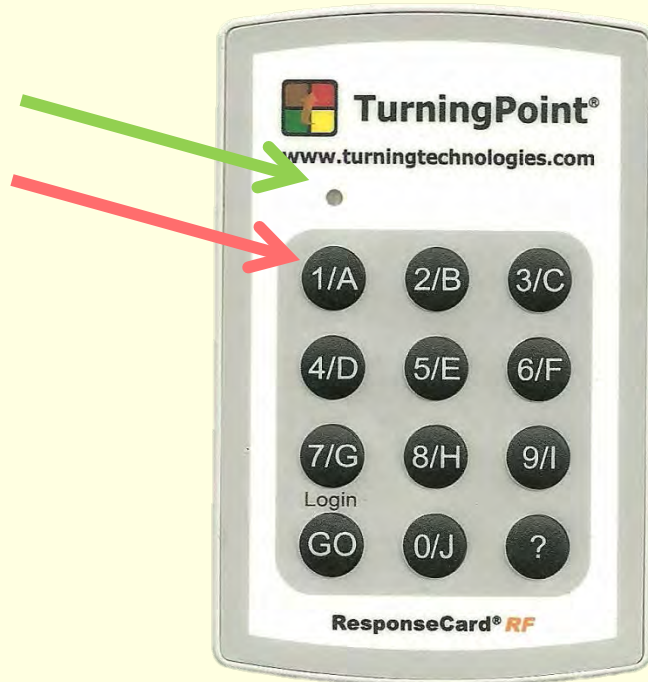 t TurningPoint®
www.turningtechnologies.com
1/A 2/B 3/C
4/D 5/E 6/F
7/G 8/H 9/I
Login
GO 0/J ?
ResponseCard® RF